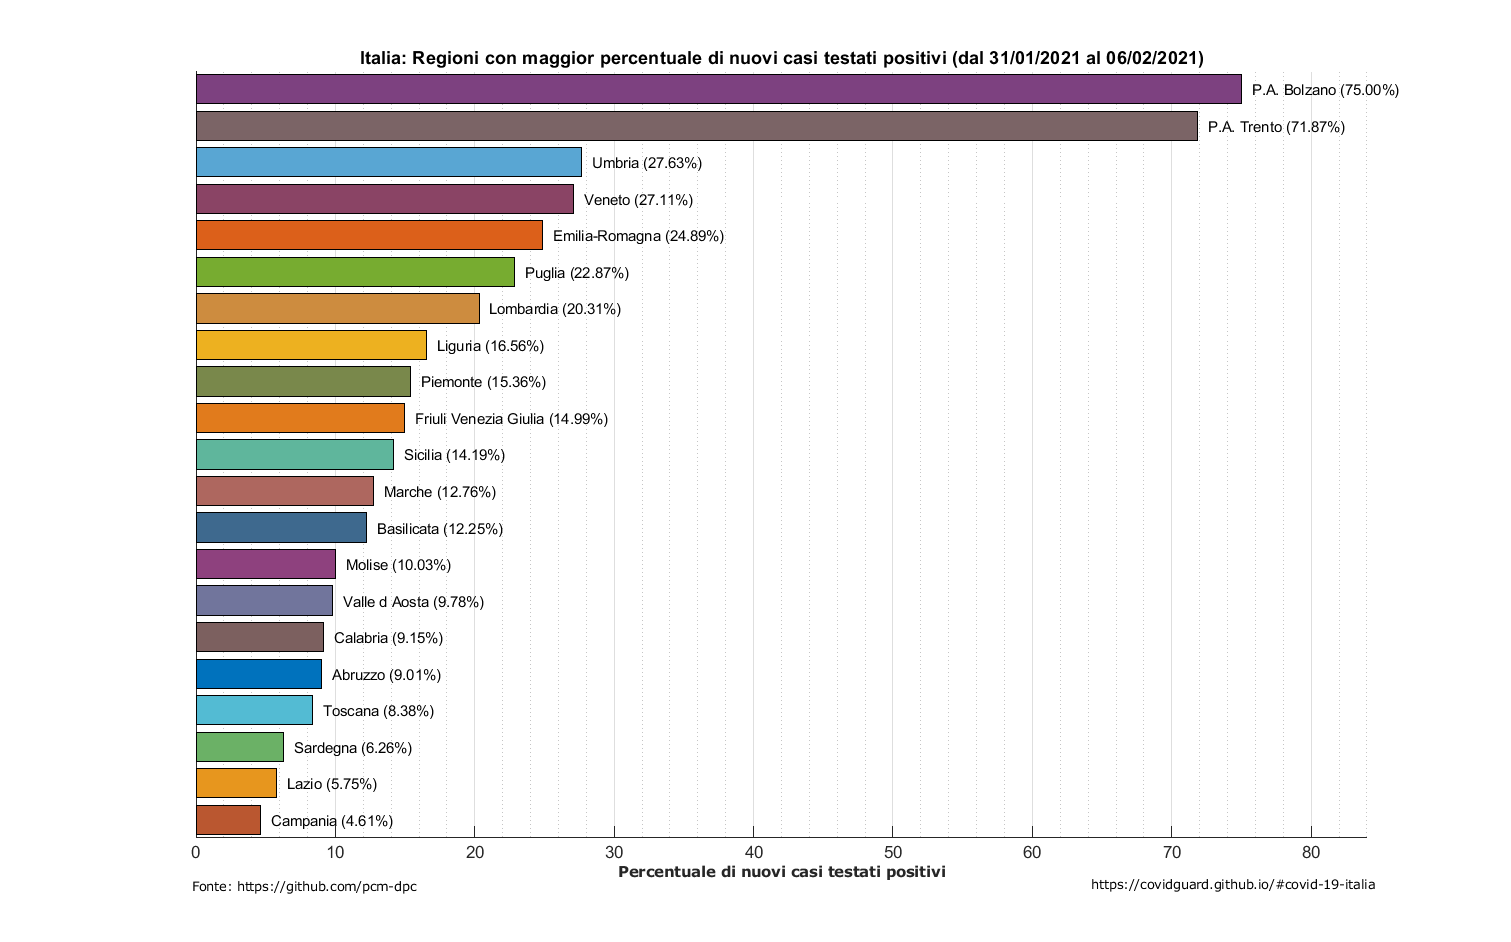 Italia: Regioni con maggior percentuale di nuovi casi testati positivi (dal 31/01/2021 al 06/02/2021)
P.A. Bolzano (75.00%)
P.A. Trento (71.87%)
Umbria (27.63%)
Veneto (27.11%)
Emilia-Romagna (24.89%)
Puglia (22.87%)
Lombardia (20.31%)
Liguria (16.56%)
Piemonte (15.36%)
Friuli Venezia Giulia (14.99%)
Sicilia (14.19%)
Marche (12.76%)
Basilicata (12.25%)
Molise (10.03%)
Valle d Aosta (9.78%)
Calabria (9.15%)
Abruzzo (9.01%)
Toscana (8.38%)
Sardegna (6.26%)
Lazio (5.75%)
Campania (4.61%)
0 10 20 30 40 50 60 70 80
Percentuale di nuovi casi testati positivi
Fonte: https://github.com/pcm-dpc
https://covidguard.github.io/#covid-19-italia